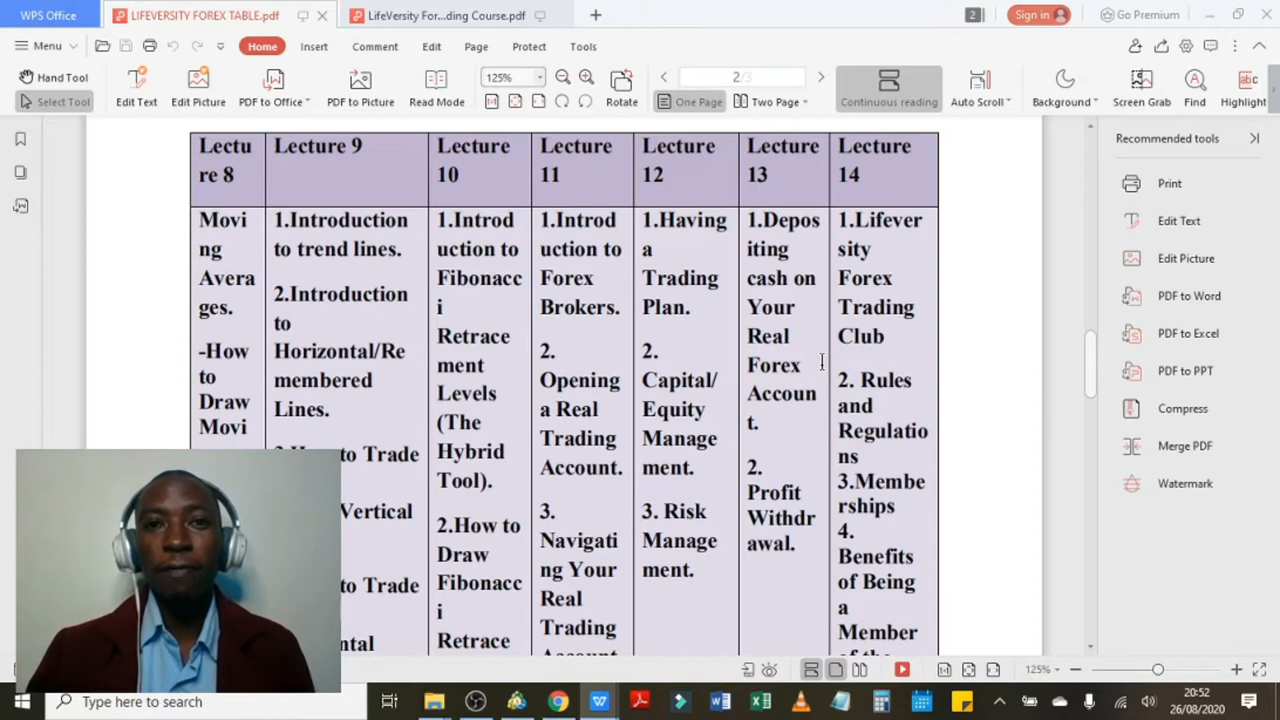 WPS Office
LIFEVERSITY FOREX TABLE.pdf
LifeVersity For...ding Course.pdf
2
Sign in
Go Premium
Menu
Home
Insert
Comment
Edit
Page
Protect
Tools
Hand Tool
Select Tool
Edit Text
Edit Picture
PDF to Office
PDF to Picture
Read Mode
125%
Rotate
2/3
One Page
Two Page
Continuous reading
Auto Scroll
Background
Screen Grab
Find
Highlight
Lectu
re 8
Lecture 9
Lecture
10
Lecture
11
Lecture
12
Lecture
13
Lecture
14
Movi
ng
Avera
ges.
-How
to
Draw
Movi
1.Introduction
to trend lines.
2.Introduction
to
Horizontal/Re
membered
Lines.
to Trade
Vertical
to Trade
ntal
1.Introd
uction to
Fibonacc
i
Retrace
ment
Levels
(The
Hybrid
Tool).
2.How to
Draw
Fibonacc
i
Retrace
1.Introd
uction to
Forex
Brokers.
2.
Opening
a Real
Trading
Account.
3.
Navigati
ng Your
Real
Trading
Account
1.Having
a
Trading
Plan.
2.
Capital/
Equity
Manage
ment.
3. Risk
Manage
ment.
1.Depos
iting
cash on
Your
Real
Forex
Accoun
t.
2.
Profit
Withdr
awal.
1.Lifever
sity
Forex
Trading
Club
2. Rules
and
Regulatio
ns
3.Membe
rships
4.
Benefits
of Being
a
Member
of the
Recommended tools
Print
Edit Text
Edit Picture
PDF to Word
PDF to Excel
PDF to PPT
Compress
Merge PDF
Watermark
125%
Type here to search
20:52
26/08/2020